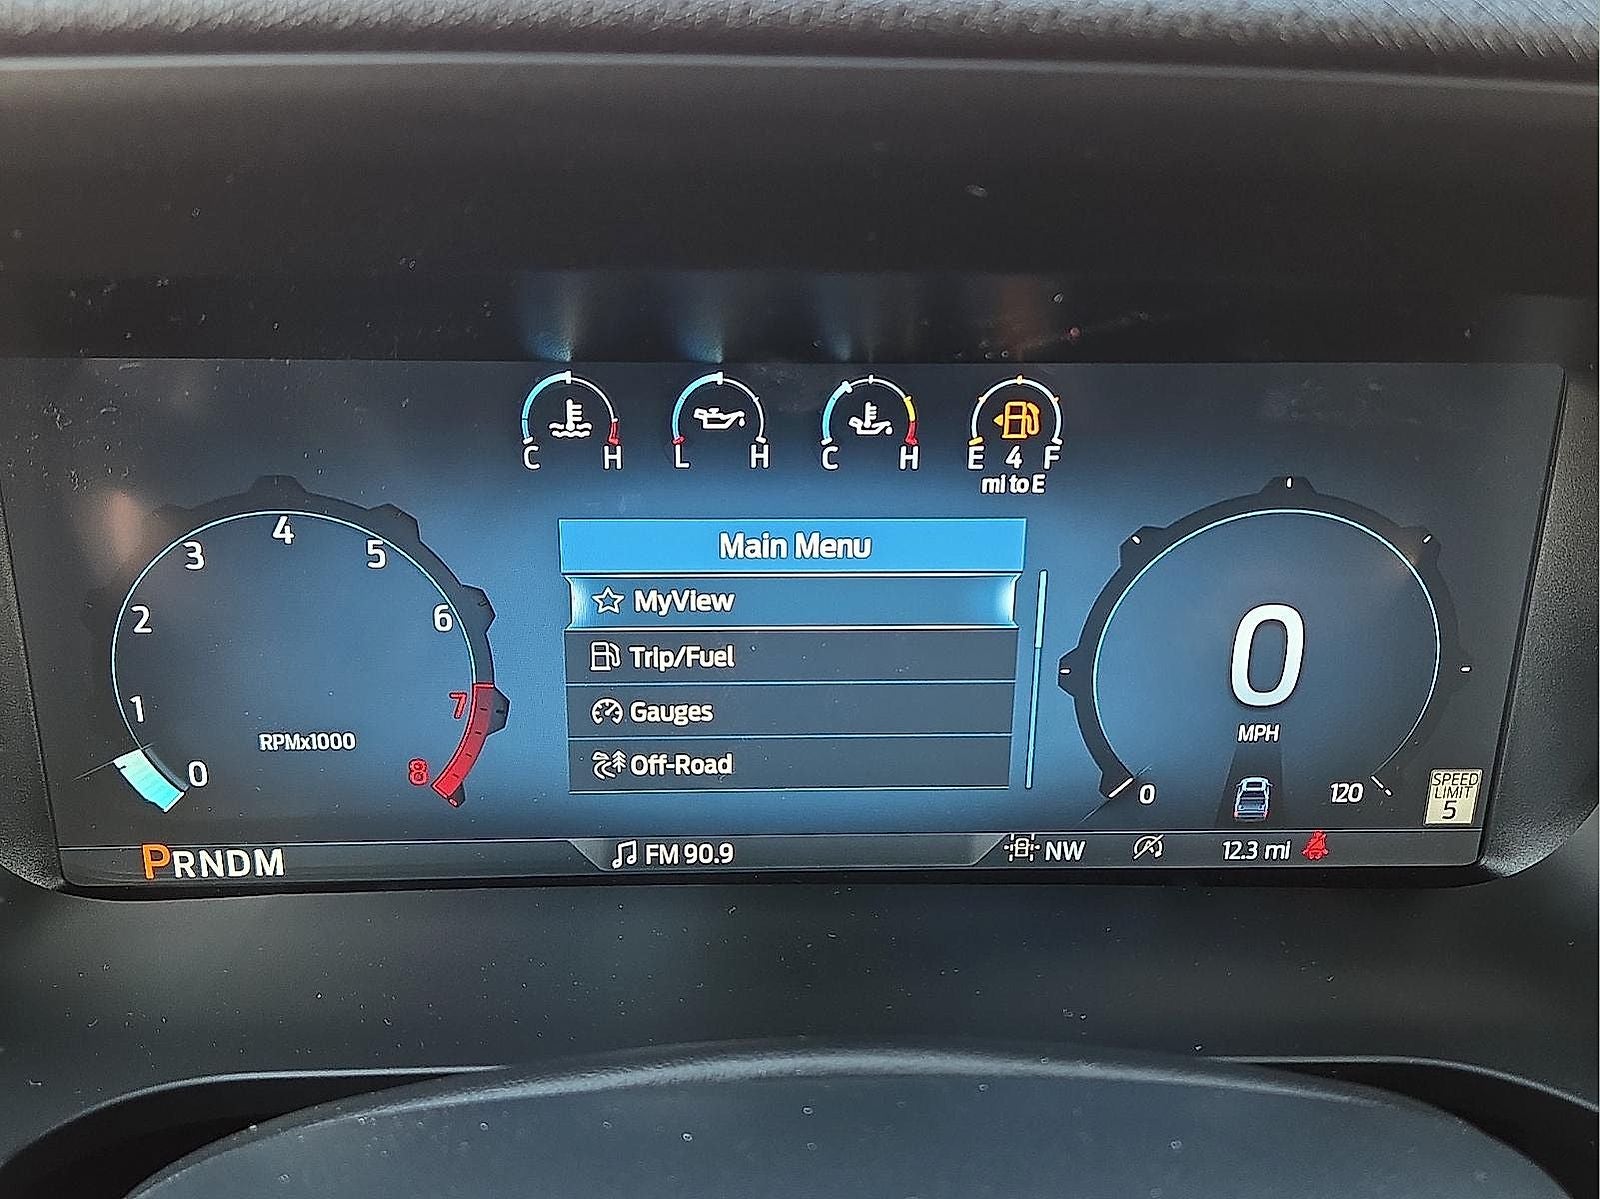 C H
L H
C H
E 4 F
mi to E
Main Menu
MyView
Trip/Fuel
Gauges
Off-Road
0
1
2
3
4
5
6
7
8
RPMx1000
0
MPH
0
120
SPEED
LIMIT
5
PRNDM
FM 90.9
NW
12.3 mi